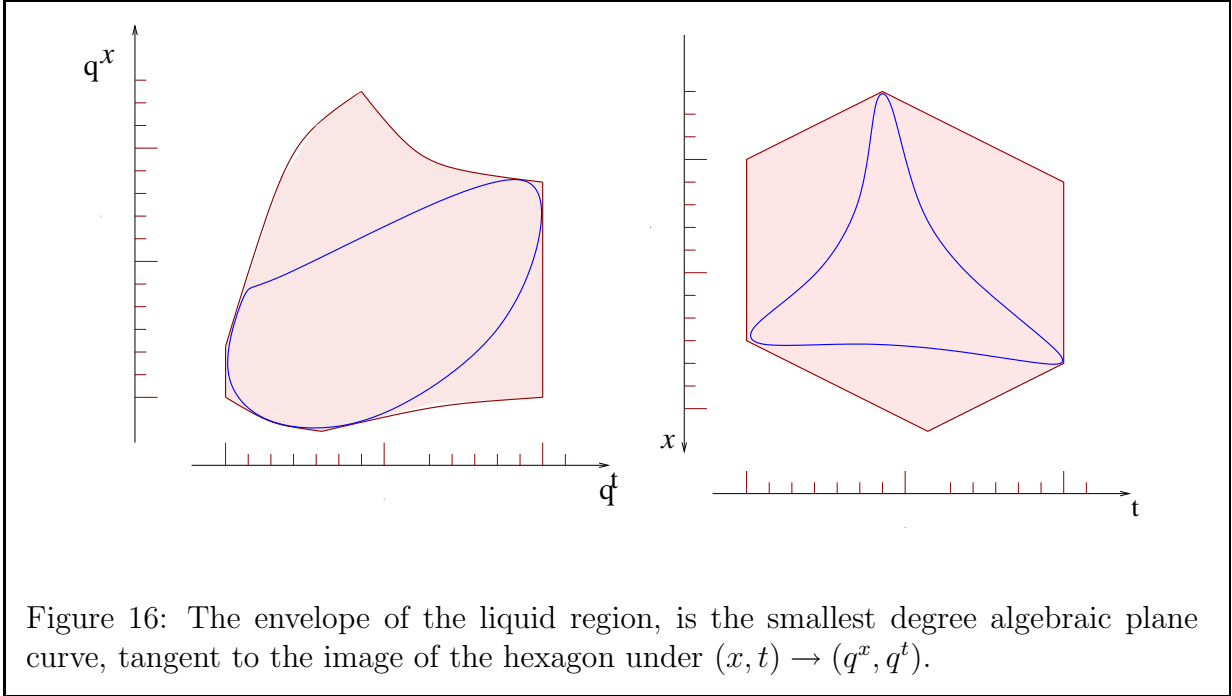 q^x
q^t
x
t
Figure 16: The envelope of the liquid region, is the smallest degree algebraic plane
curve, tangent to the image of the hexagon under (x, t) → (q^x, q^t).